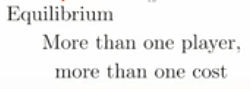 Equilibrium
More than one player,
more than one cost